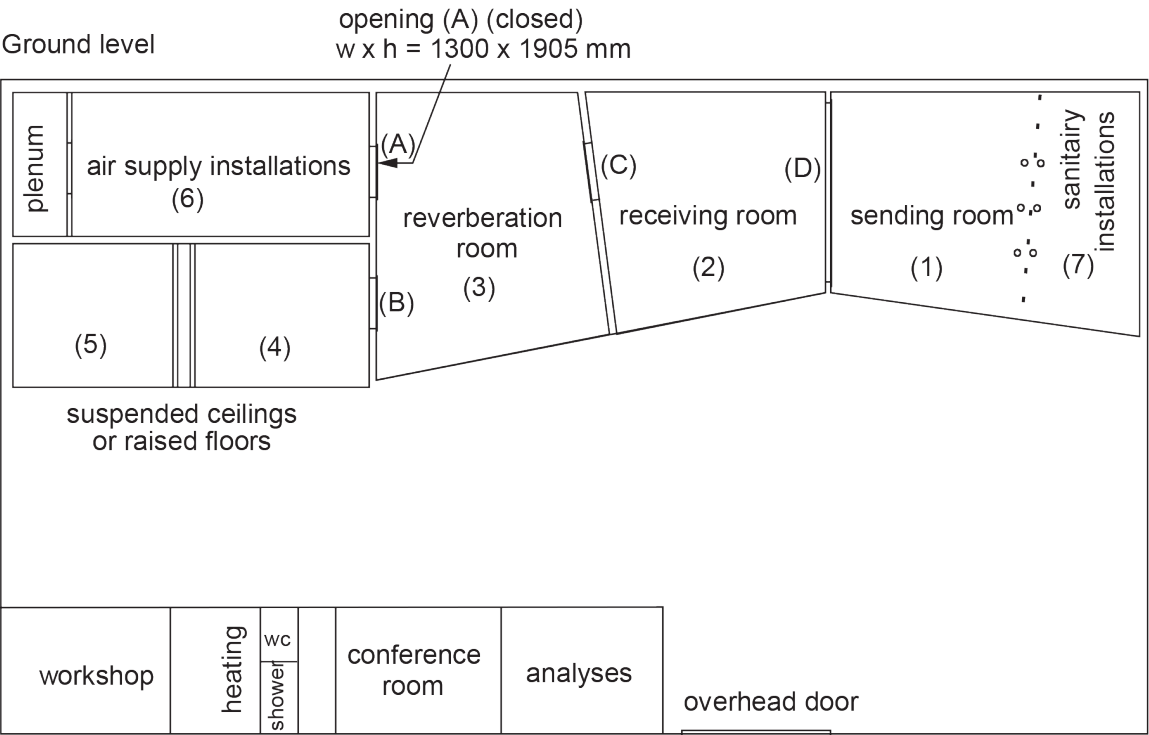 opening (A) (closed)
Ground level
w x h = 1300 x 1905 mm
plenum
air supply installations
(6)
(A)
reverberation
room
(3)
(C)
receiving room
(2)
(D)
sending room
(1)
sanitairy
installations
(7)
(B)
(5)
(4)
suspended ceilings
or raised floors
workshop
heating
wc
shower
conference
room
analyses
overhead door